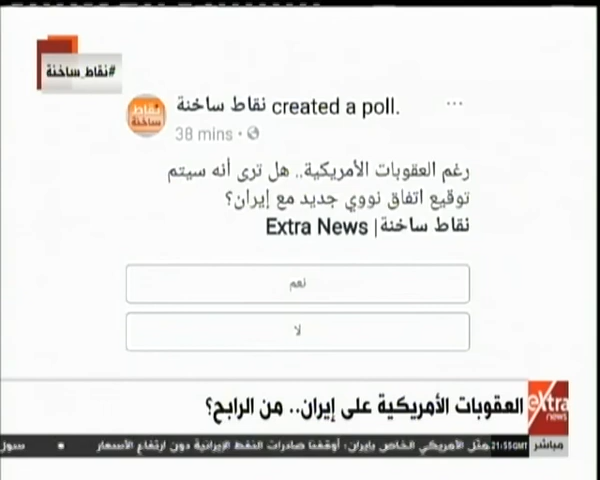 #نقاط_ساخنة
نقاط ساخنة created a poll.
نقاط ساخنة
38 mins ·
رغم العقوبات الأمريكية.. هل ترى أنه سيتم
توقيع اتفاق نووي جديد مع إيران؟
نقاط ساخنة| Extra News
نعم
لا
العقوبات الأمريكية على إيران.. من الرابح؟
extra
news
مباشر
21:55GMT
ممثل الأمريكي الخاص بإيران: أوقفنا صادرات النفط الإيرانية دون ارتفاع الأسعار
سول